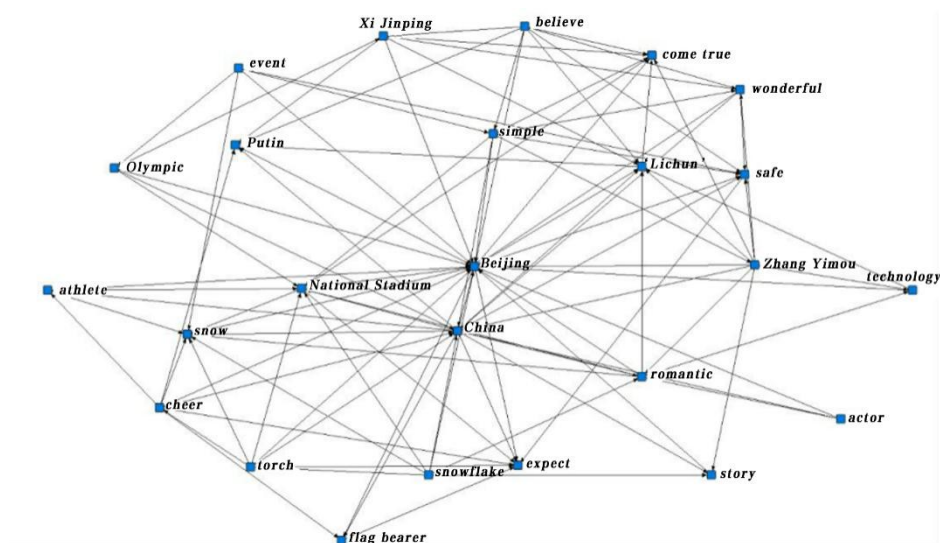 Xi Jinping
believe
come true
event
wonderful
simple
Putin
Lichun
Olympic
safe
Beijing
Zhang Yimou
technology
National Stadium
athlete
snow
China
romantic
cheer
actor
torch
snowflake
expect
story
flag bearer